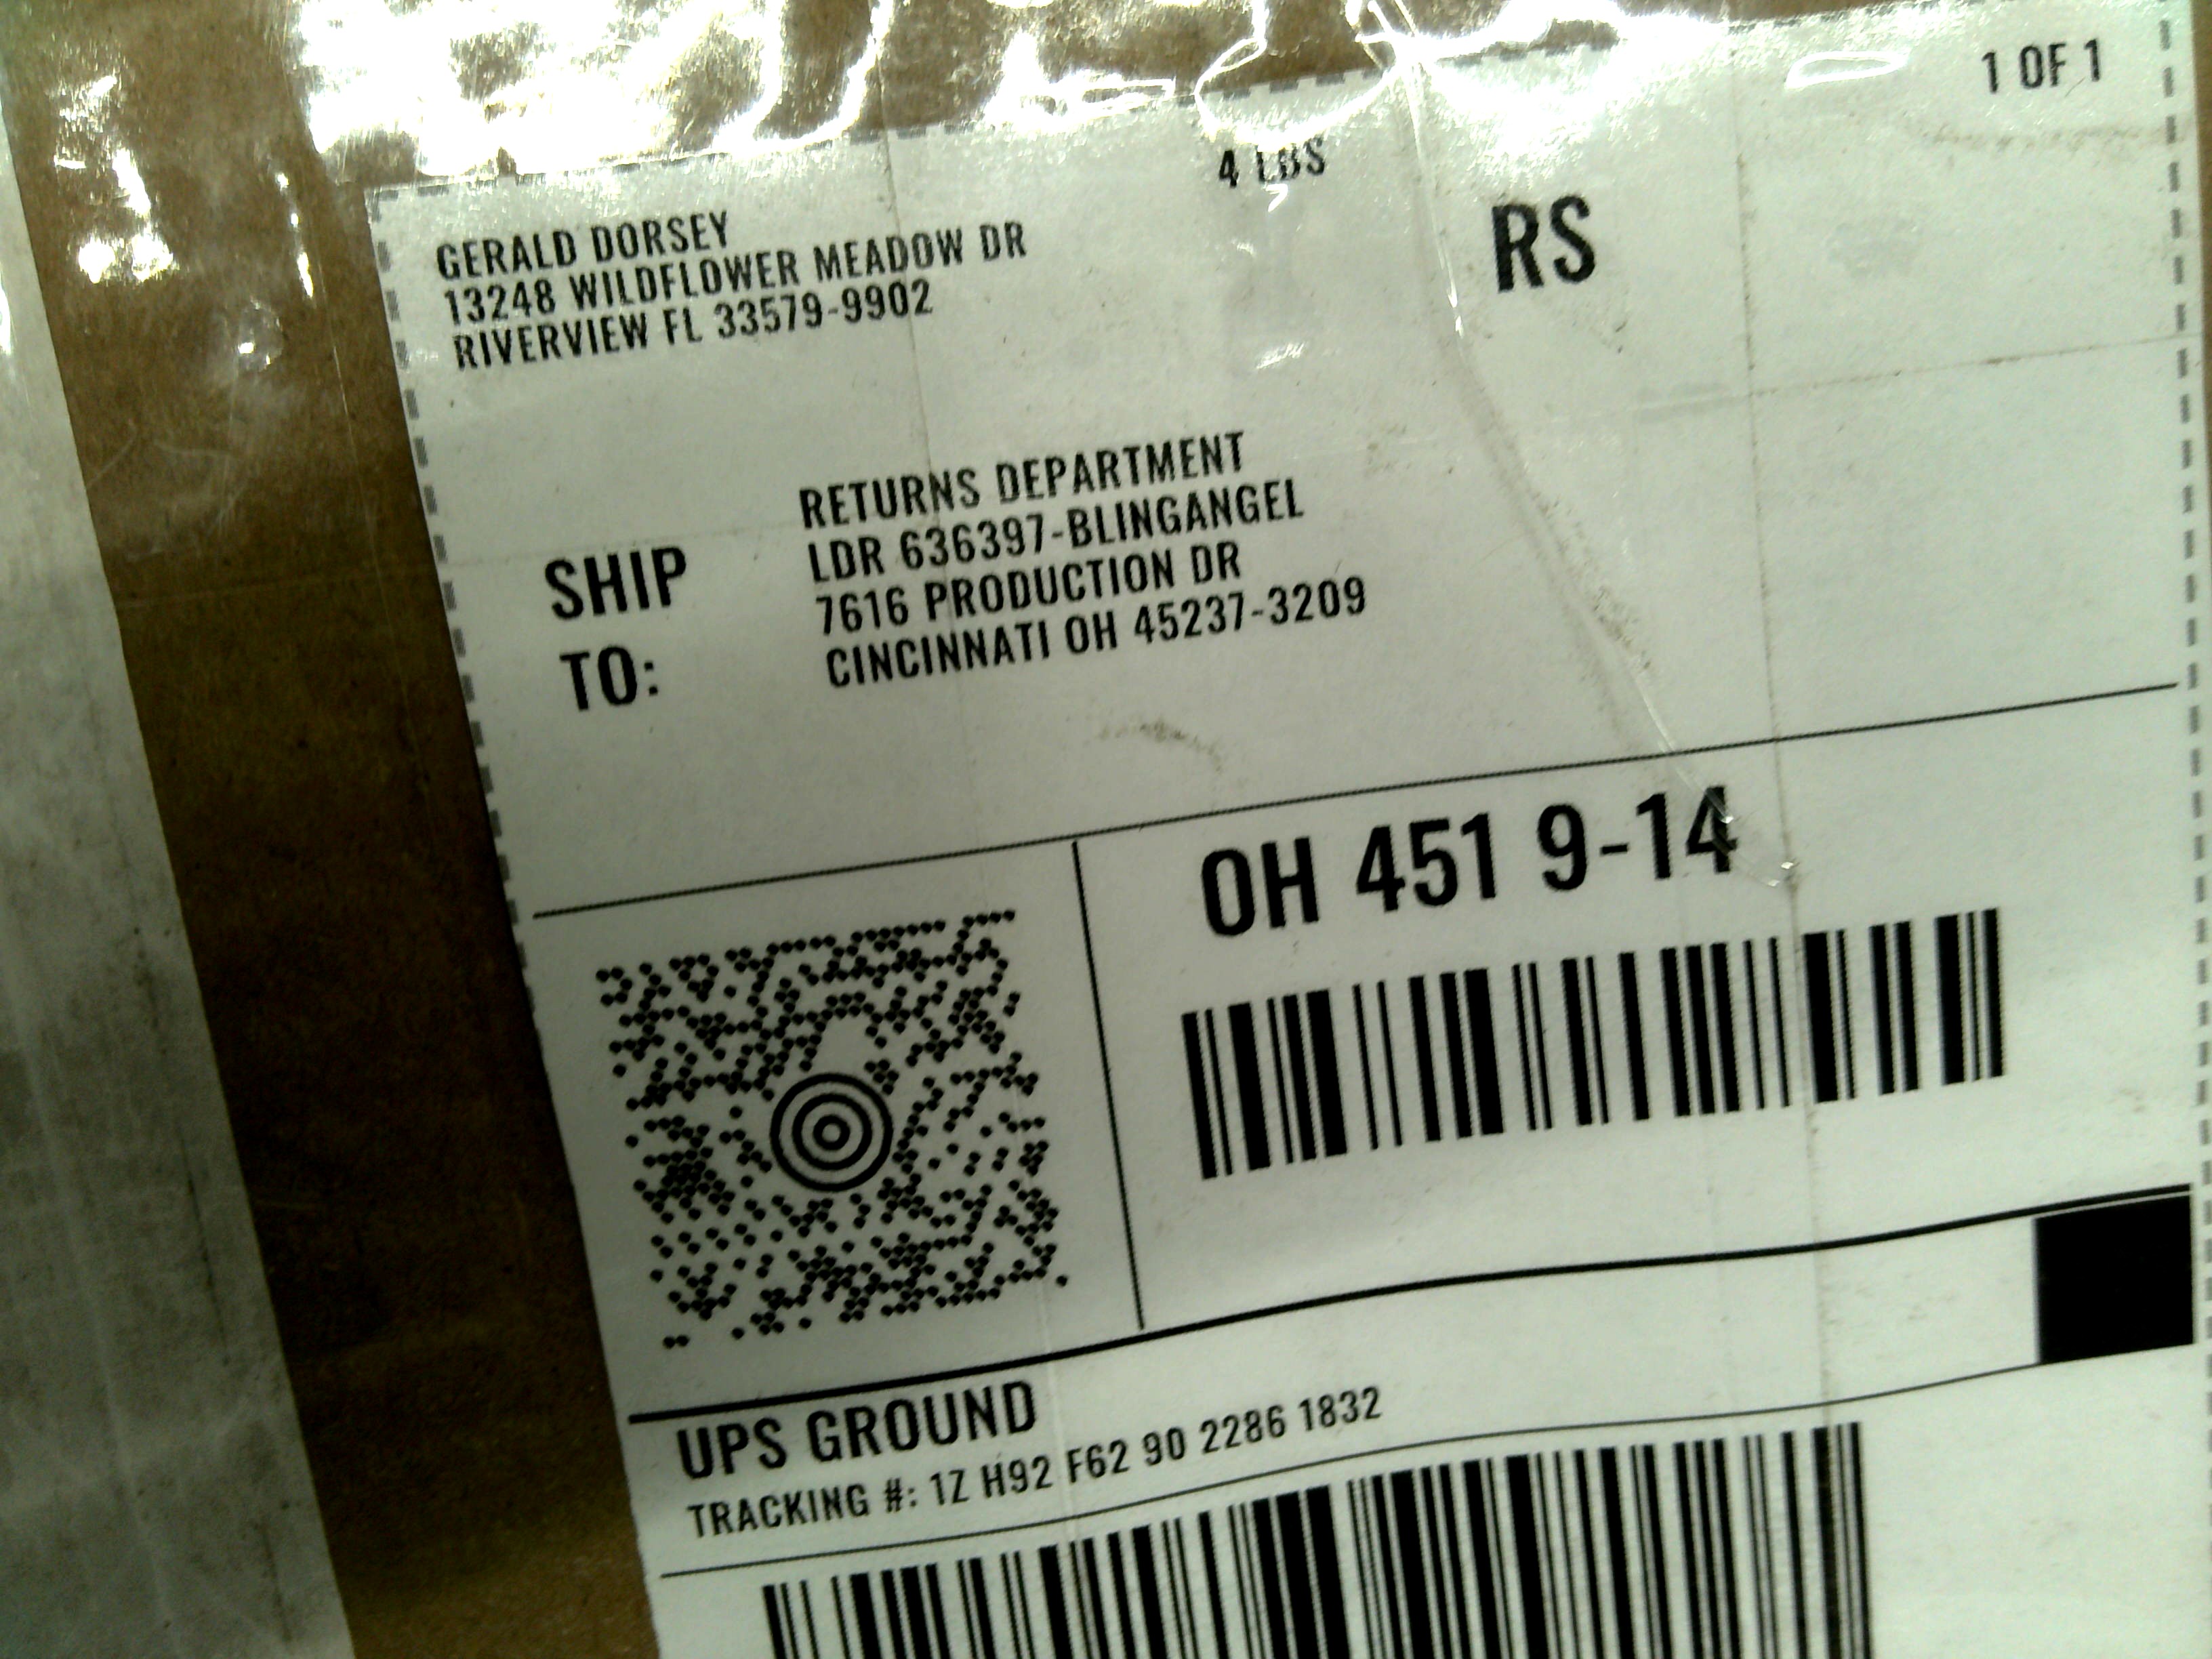 1 OF 1
4 LBS
RS
GERALD DORSEY
13248 WILDFLOWER MEADOW DR
RIVERVIEW FL 33579-9902
SHIP
TO:
RETURNS DEPARTMENT
LDR 636397-BLINGANGEL
7616 PRODUCTION DR
CINCINNATI OH 45237-3209
OH 451 9-14
UPS GROUND
TRACKING #: 1Z H92 F62 90 2286 1832